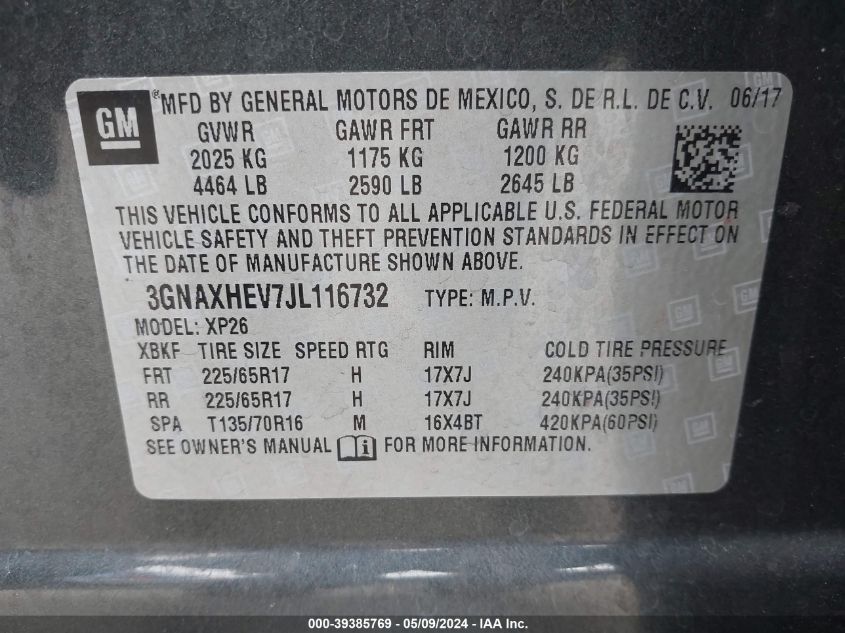 GM
®MFD BY GENERAL MOTORS DE MEXICO, S. DE R.L. DE C.V. 06/17
GVWR GAWR FRT GAWR RR
2025 KG 1175 KG 1200 KG
4464 LB 2590 LB 2645 LB
THIS VEHICLE CONFORMS TO ALL APPLICABLE U.S. FEDERAL MOTOR
VEHICLE SAFETY AND THEFT PREVENTION STANDARDS IN EFFECT ON
THE DATE OF MANUFACTURE SHOWN ABOVE.
3GNAXHEV7JL116732 TYPE: M.P.V.
MODEL: XP26
XBKF TIRE SIZE SPEED RTG RIM COLD TIRE PRESSURE
FRT 225/65R17 H 17X7J 240KPA(35PSI)
RR 225/65R17 H 17X7J 240KPA(35PSI)
SPA T135/70R16 M 16X4BT 420KPA(60PSI)
SEE OWNER'S MANUAL i FOR MORE INFORMATION.
000-39385769 - 05/09/2024 - IAA Inc.